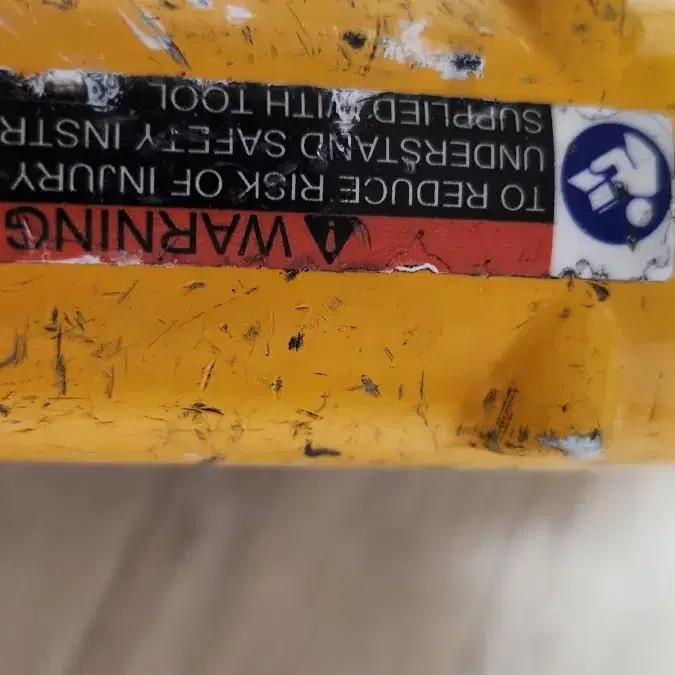 WARNING
TO REDUCE RISK OF INJURY
UNDERSTAND SAFETY INSTR
SUPPLIED WITH TOOL